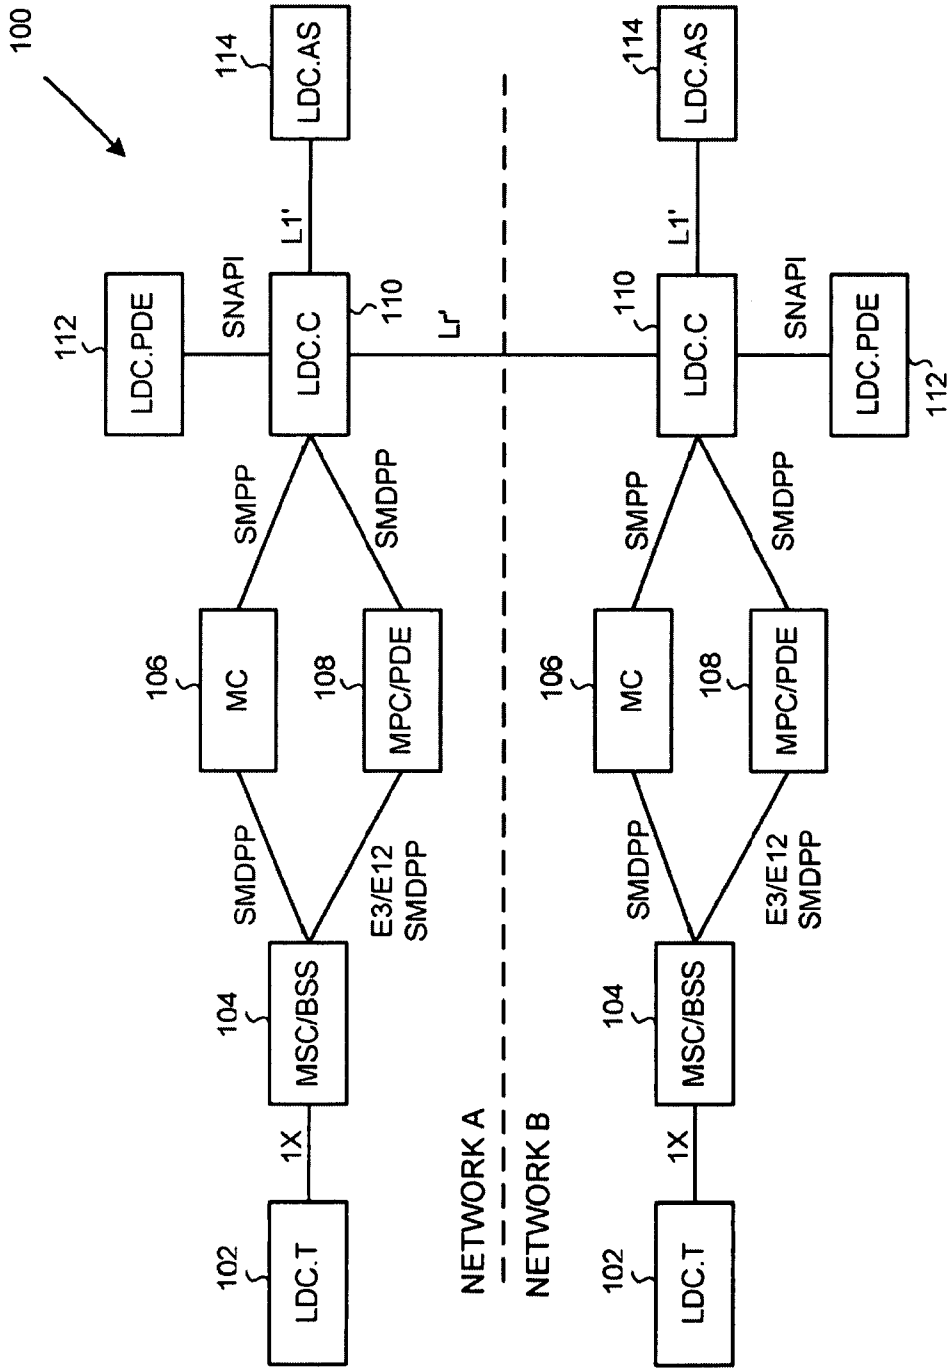 100
112
LDC.PDE
SNAPI
114
LDC.AS
L1'
LDC.C
110
Lr'
SMPP
SMDPP
106
MC
108
MPC/PDE
SMDPP
E3/E12
SMDPP
104
MSC/BSS
1X
102
LDC.T
NETWORK A
NETWORK B
114
LDC.AS
L1'
110
LDC.C
SNAPI
LDC.PDE
112
SMPP
SMDPP
106
MC
108
MPC/PDE
SMDPP
E3/E12
SMDPP
104
MSC/BSS
1X
102
LDC.T